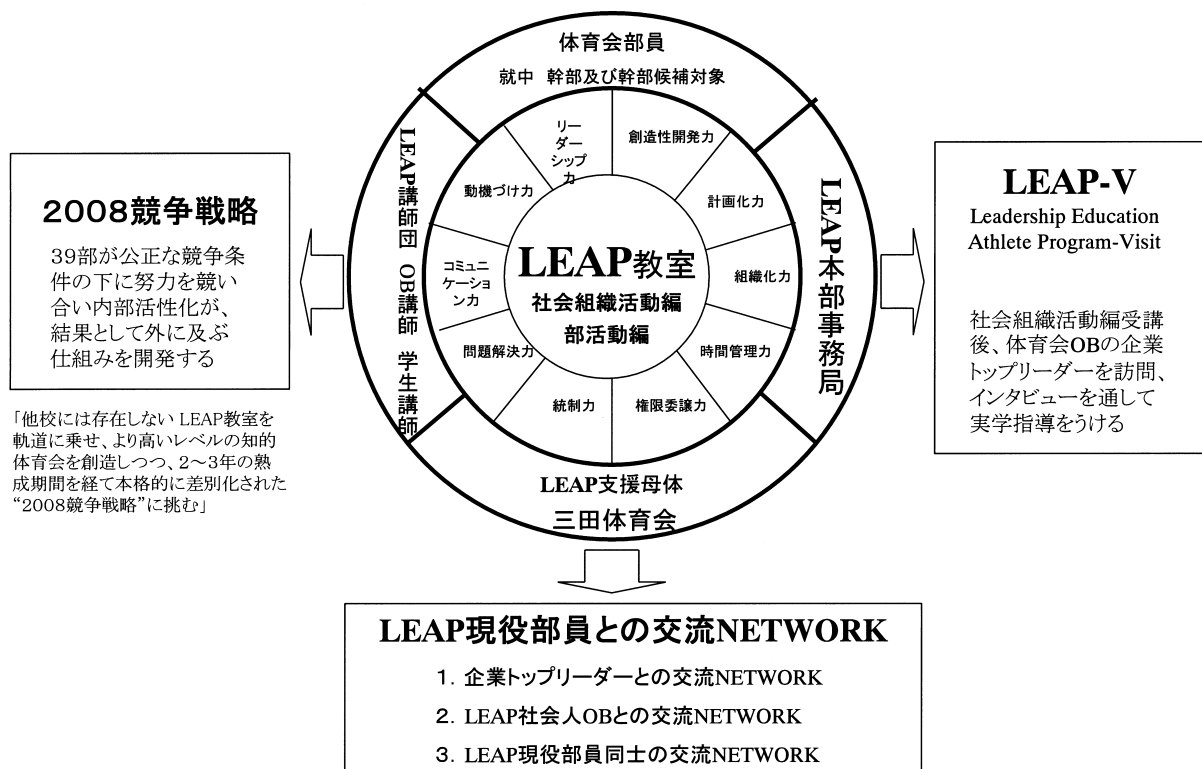 体育会部員
就中 幹部及び幹部候補対象
LEAP講師団 OB講師 学生講師
LEAP本部事務局
LEAP支援母体
三田体育会
リー
ダー
シップ
力
創造性開発力
計画化力
組織化力
時間管理力
権限委譲力
統制力
問題解決力
コミュニ
ケーショ
ン力
動機づけ力
LEAP教室
社会組織活動編
部活動編
2008競争戦略
39部が公正な競争条
件の下に努力を競い
合い内部活性化が、
結果として外に及ぶ
仕組みを開発する
「他校には存在しない LEAP教室を
軌道に乗せ、より高いレベルの知的
体育会を創造しつつ、2～3年の熟
成期間を経て本格的に差別化された
“2008競争戦略”に挑む」
LEAP-V
Leadership Education
Athlete Program-Visit
社会組織活動編受講
後、体育会OBの企業
トップリーダーを訪問、
インタビューを通して
実学指導をうける
LEAP現役部員との交流NETWORK
1. 企業トップリーダーとの交流NETWORK
2. LEAP社会人OBとの交流NETWORK
3. LEAP現役部員同士の交流NETWORK